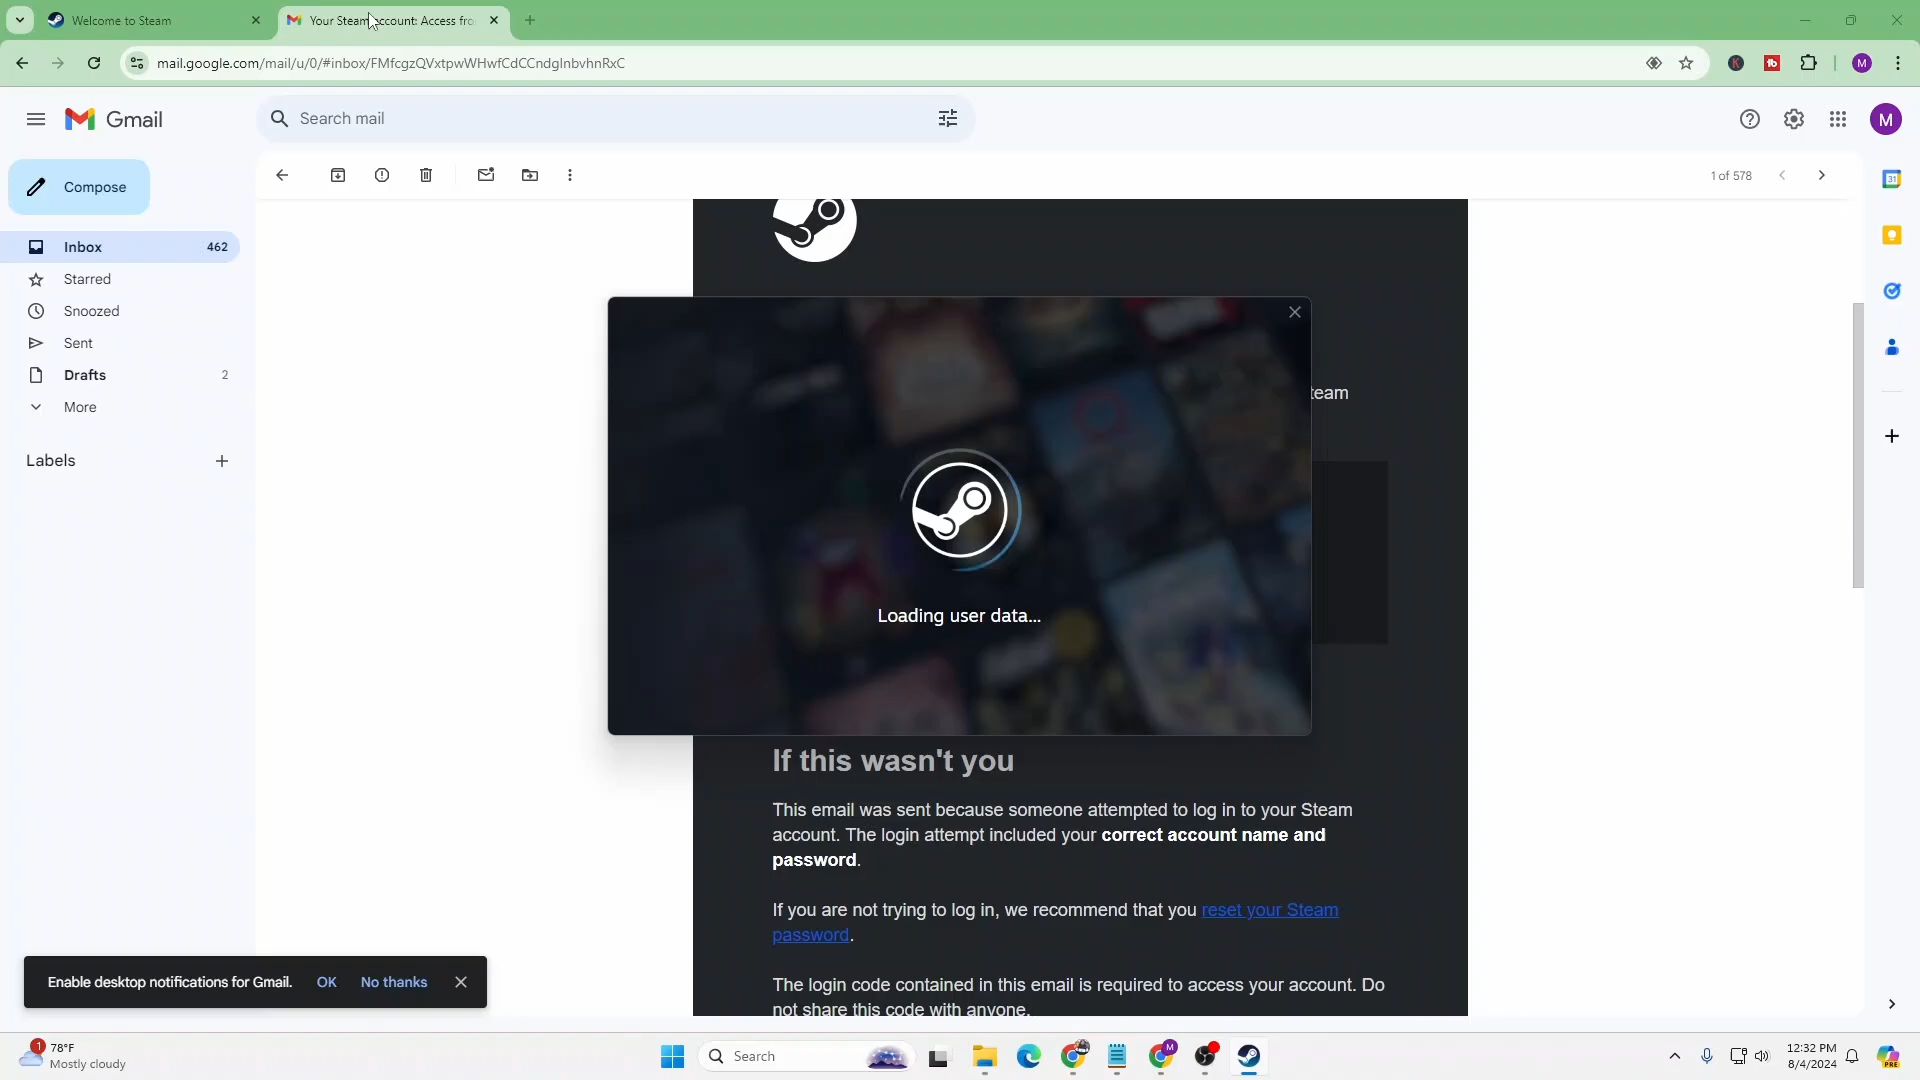 Welcome to Steam
Your Steam account: Access fro
mail.google.com/mail/u/0/#inbox/FMfcgzQVxtpwWHwfCdCCndglnbvhnRxC
M
Gmail
Search mail
M
Compose
1 of 578
Inbox 462
Starred
Snoozed
Sent
Drafts 2
More
Labels
31
team
Loading user data...
If this wasn't you
This email was sent because someone attempted to log in to your Steam
account. The login attempt included your correct account name and
password.
If you are not trying to log in, we recommend that you reset your Steam
password.
The login code contained in this email is required to access your account. Do
not share this code with anyone.
Enable desktop notifications for Gmail. OK No thanks
1
78°F
Mostly cloudy
Search
M
12:32 PM
8/4/2024
PRE